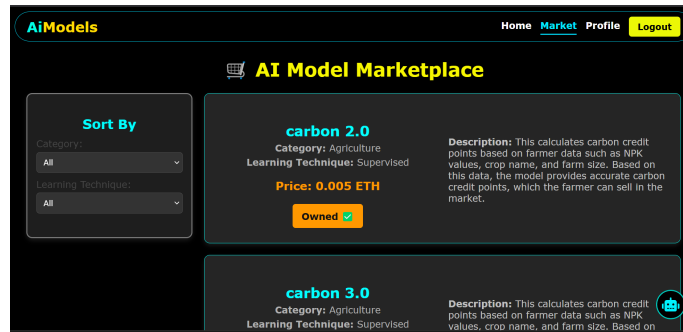 AiModels
Home Market Profile Logout
AI Model Marketplace
Sort By
Category:
All
Learning Technique:
All
carbon 2.0
Category: Agriculture
Learning Technique: Supervised
Price: 0.005 ETH
Owned
Description: This calculates carbon credit
points based on farmer data such as NPK
values, crop name, and farm size. Based on
this data, the model provides accurate carbon
credit points, which the farmer can sell in the
market.
carbon 3.0
Category: Agriculture
Learning Technique: Supervised
Description: This calculates carbon credit
points based on farmer data such as NPK
values, crop name, and farm size. Based on